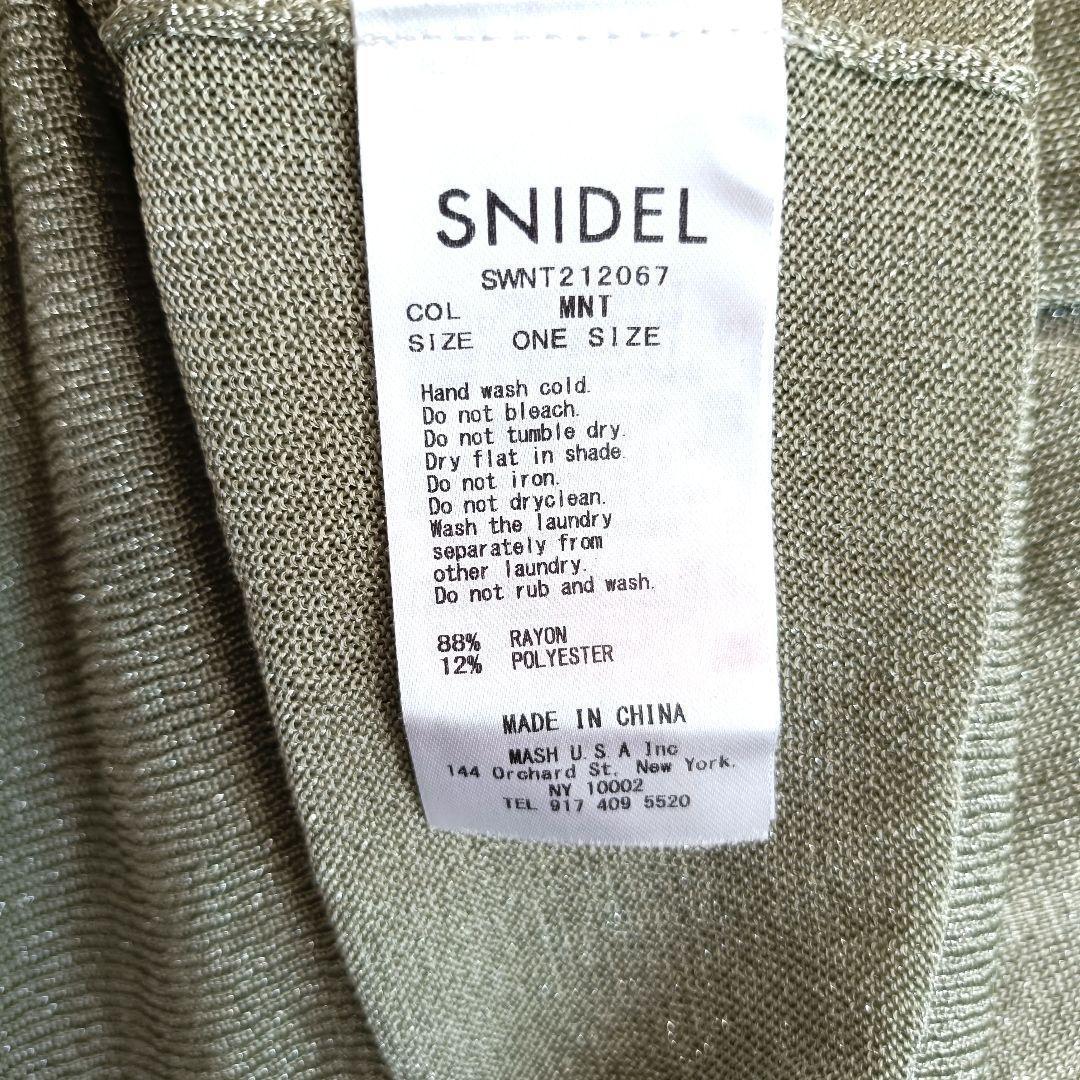 SNIDEL
SWNT212067
COL MNT
SIZE ONE SIZE
Hand wash cold.
Do not bleach.
Do not tumble dry.
Dry flat in shade.
Do not iron.
Do not dryclean.
Wash the laundry
separately from
other laundry.
Do not rub and wash.
88% RAYON
12% POLYESTER
MADE IN CHINA
MASH U.S A Inc
144 Orchard St. New York.
NY 10002
TEL 917 409 5520